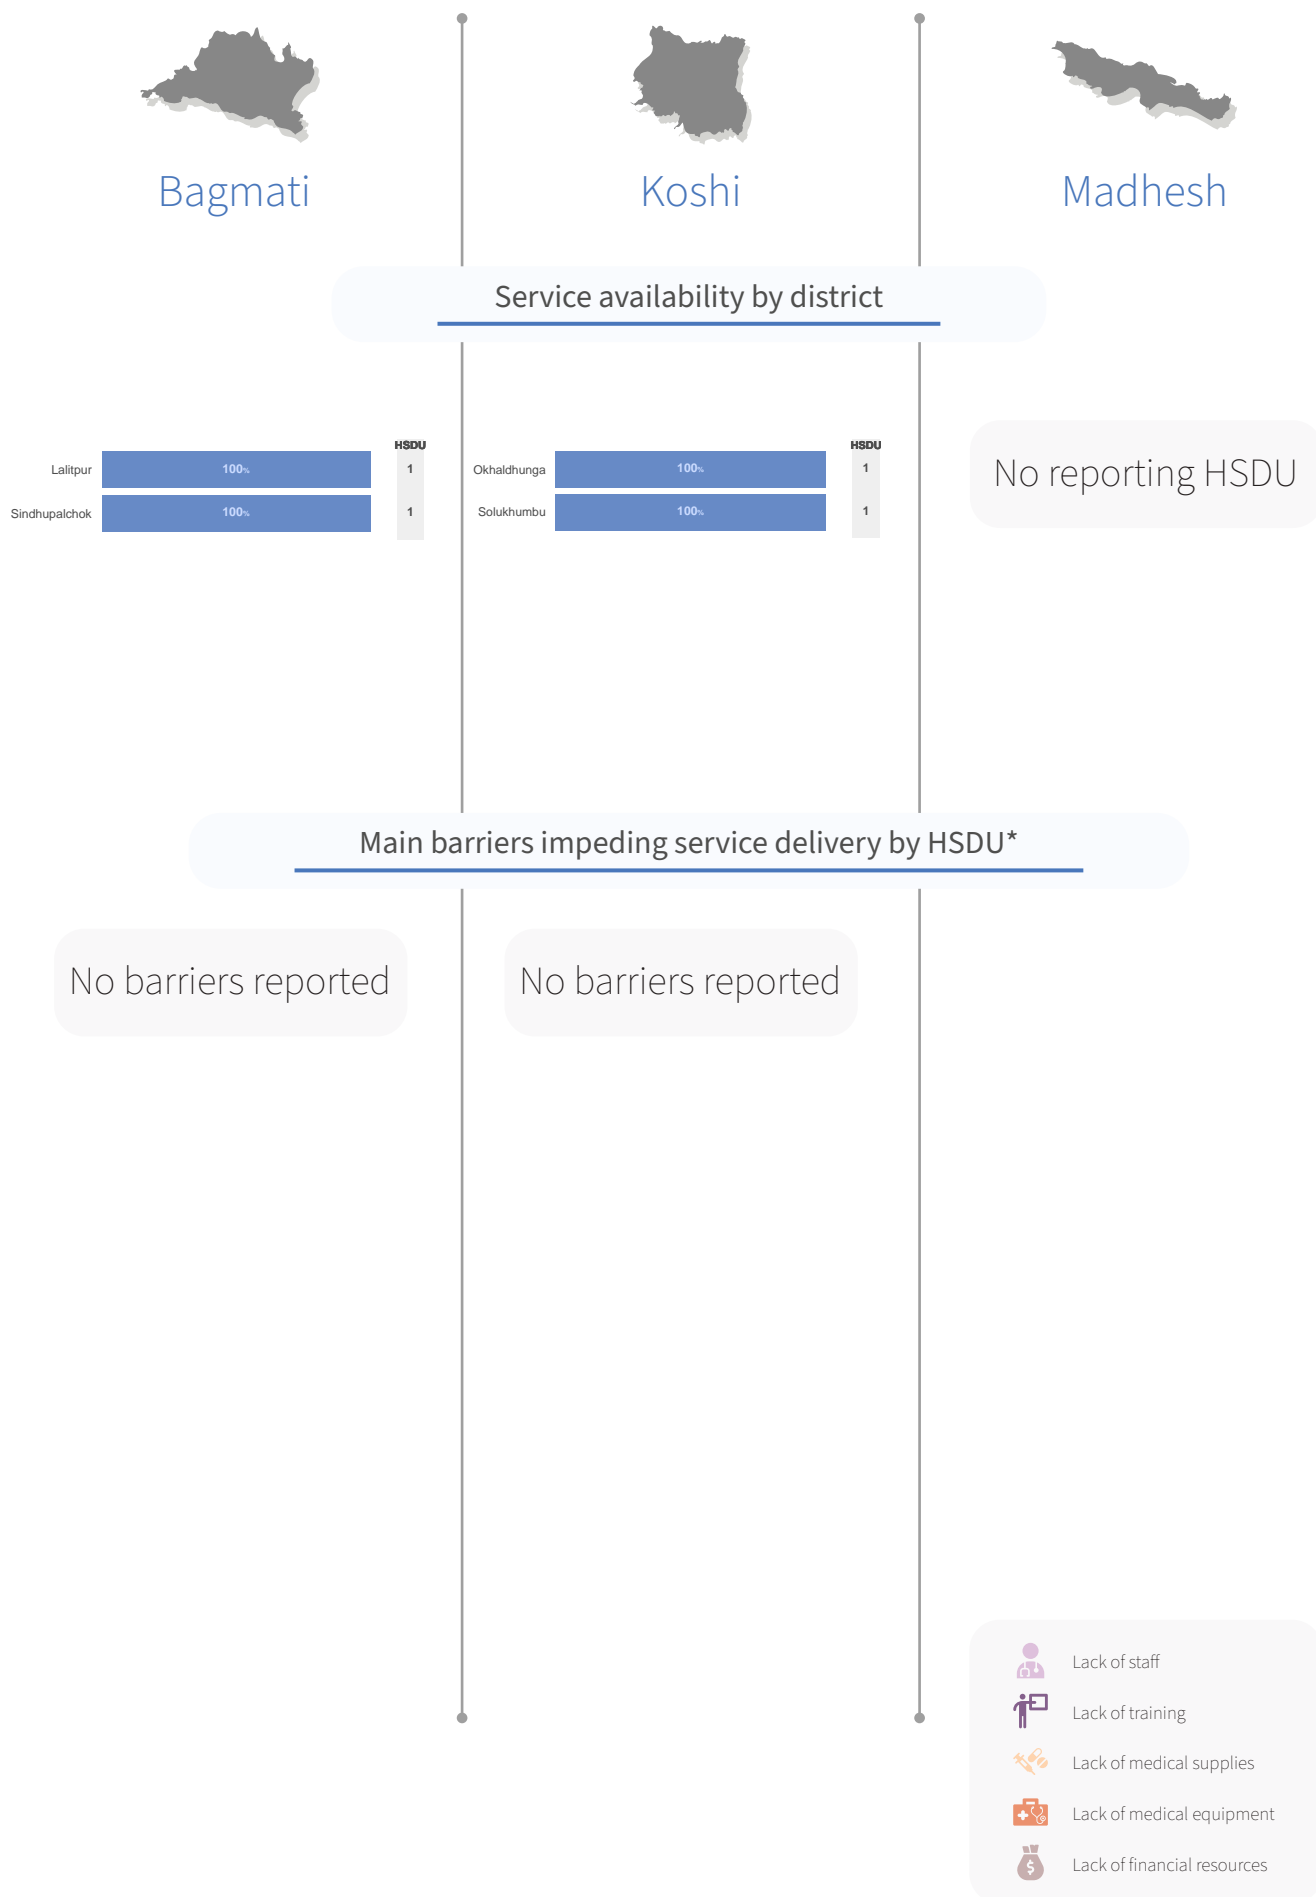 Bagmati
Koshi
Madhesh
Service availability by district
HSDU
Lalitpur 100% 1
Sindhupalchok 100% 1
HSDU
Okhaldhunga 100% 1
Solukhumbu 100% 1
No reporting HSDU
Main barriers impeding service delivery by HSDU*
No barriers reported
No barriers reported
Lack of staff
Lack of training
Lack of medical supplies
Lack of medical equipment
Lack of financial resources